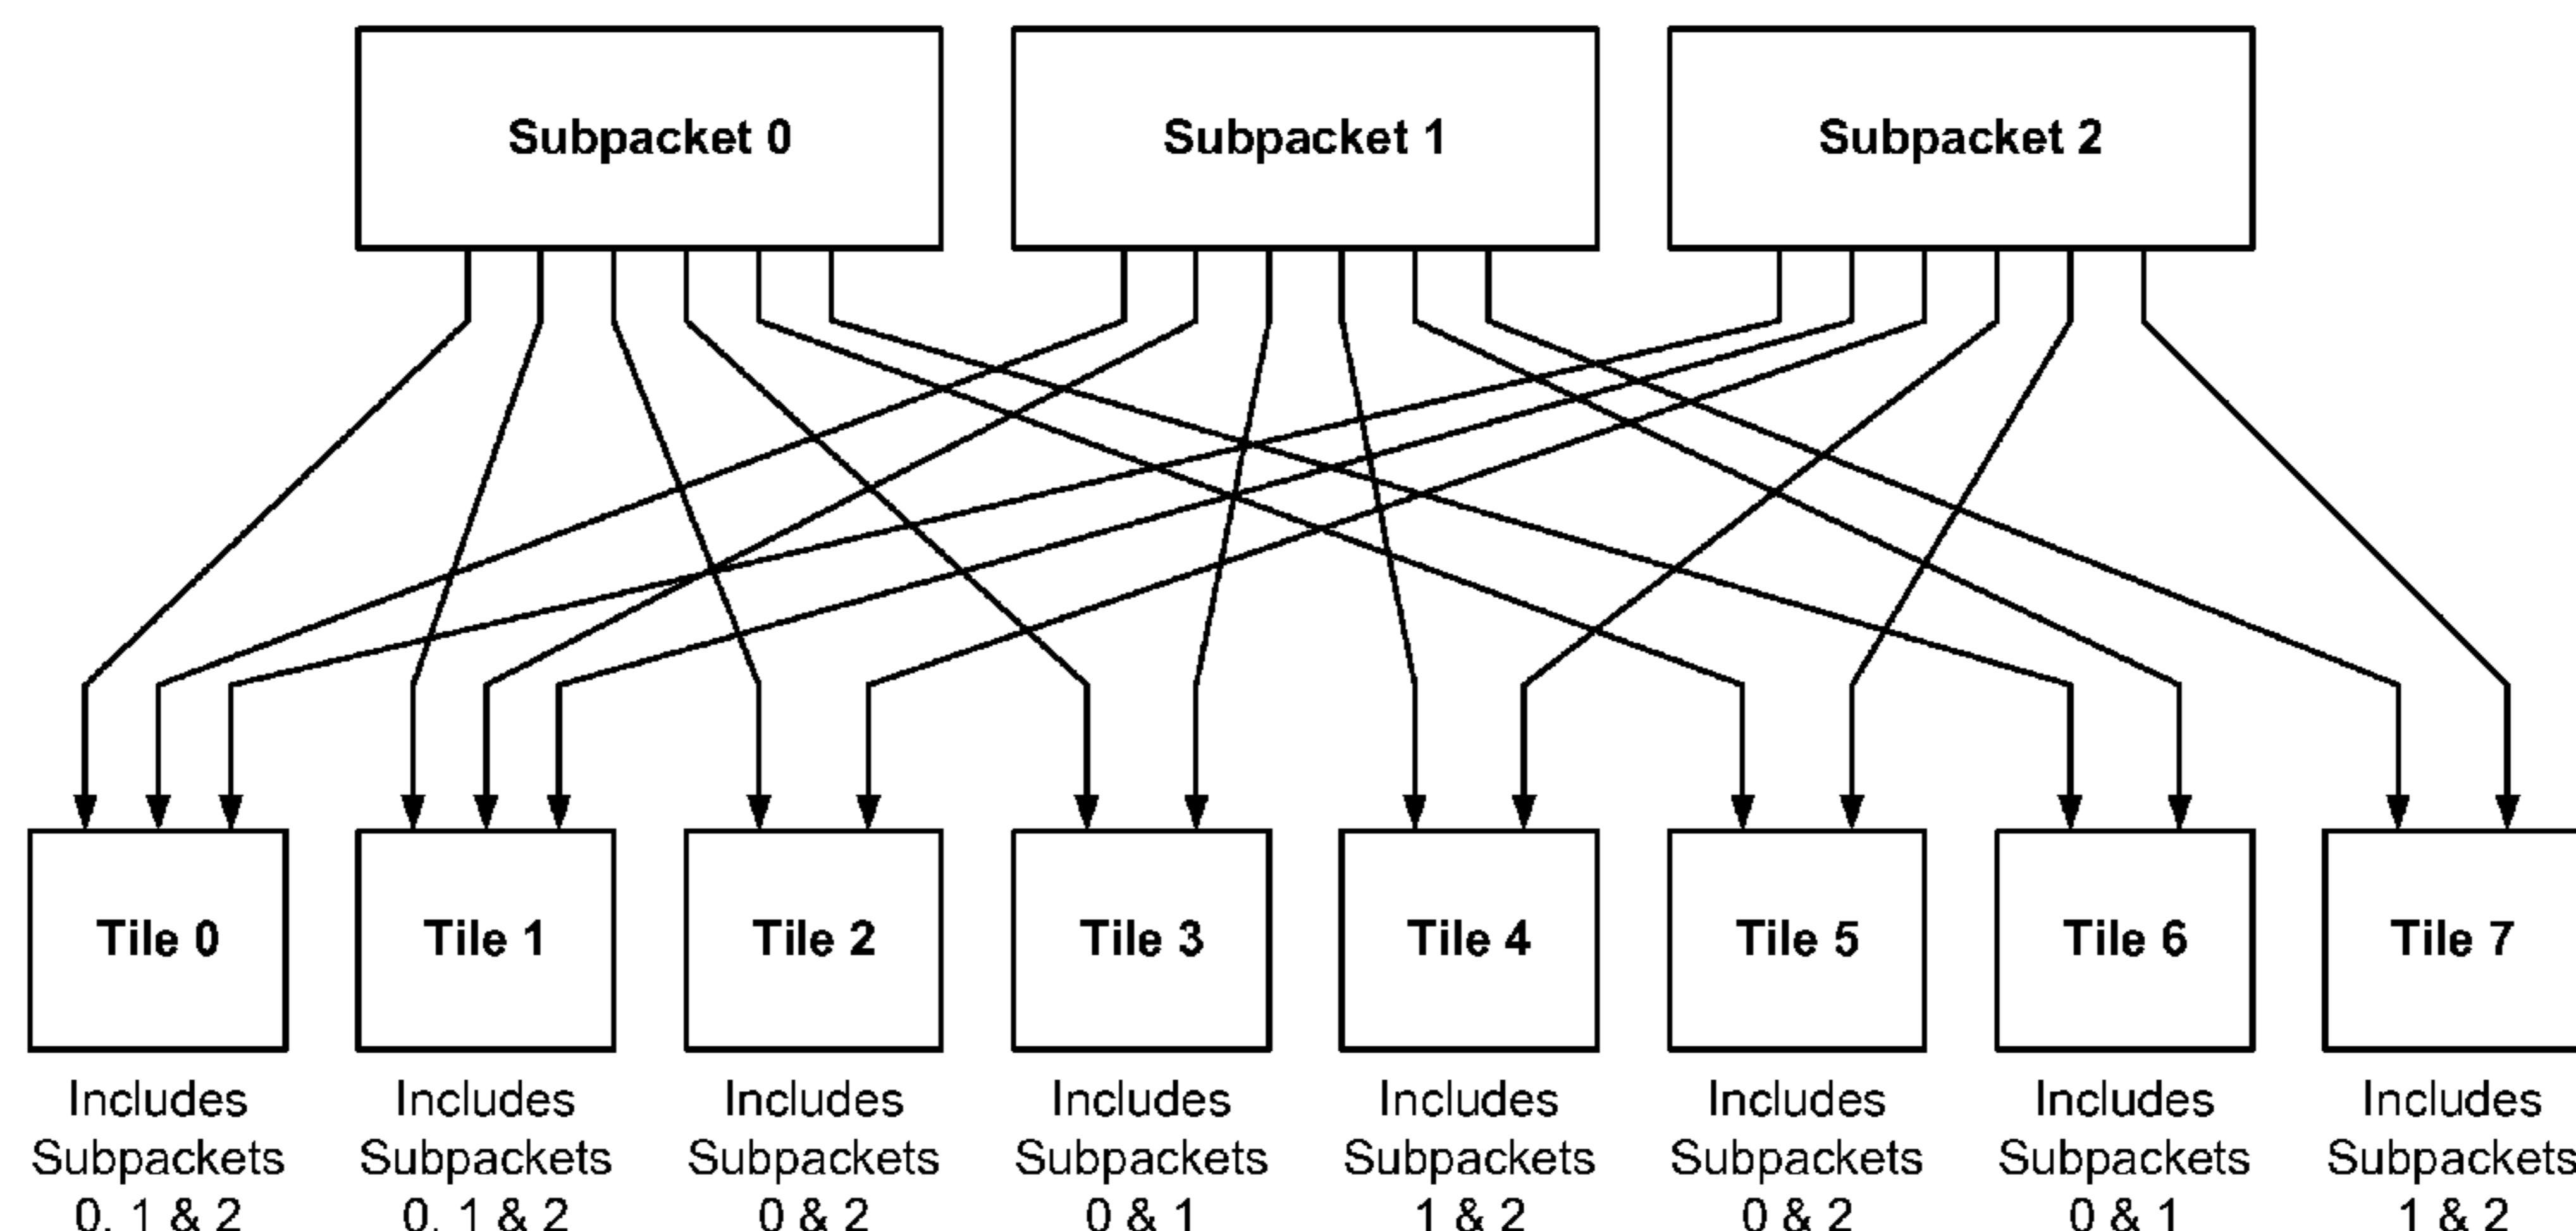 Subpacket 0
Subpacket 1
Subpacket 2
Tile 0
Tile 1
Tile 2
Tile 3
Tile 4
Tile 5
Tile 6
Tile 7
Includes
Subpackets
0, 1 & 2
Includes
Subpackets
0, 1 & 2
Includes
Subpackets
0 & 2
Includes
Subpackets
0 & 1
Includes
Subpackets
1 & 2
Includes
Subpackets
0 & 2
Includes
Subpackets
0 & 1
Includes
Subpackets
1 & 2